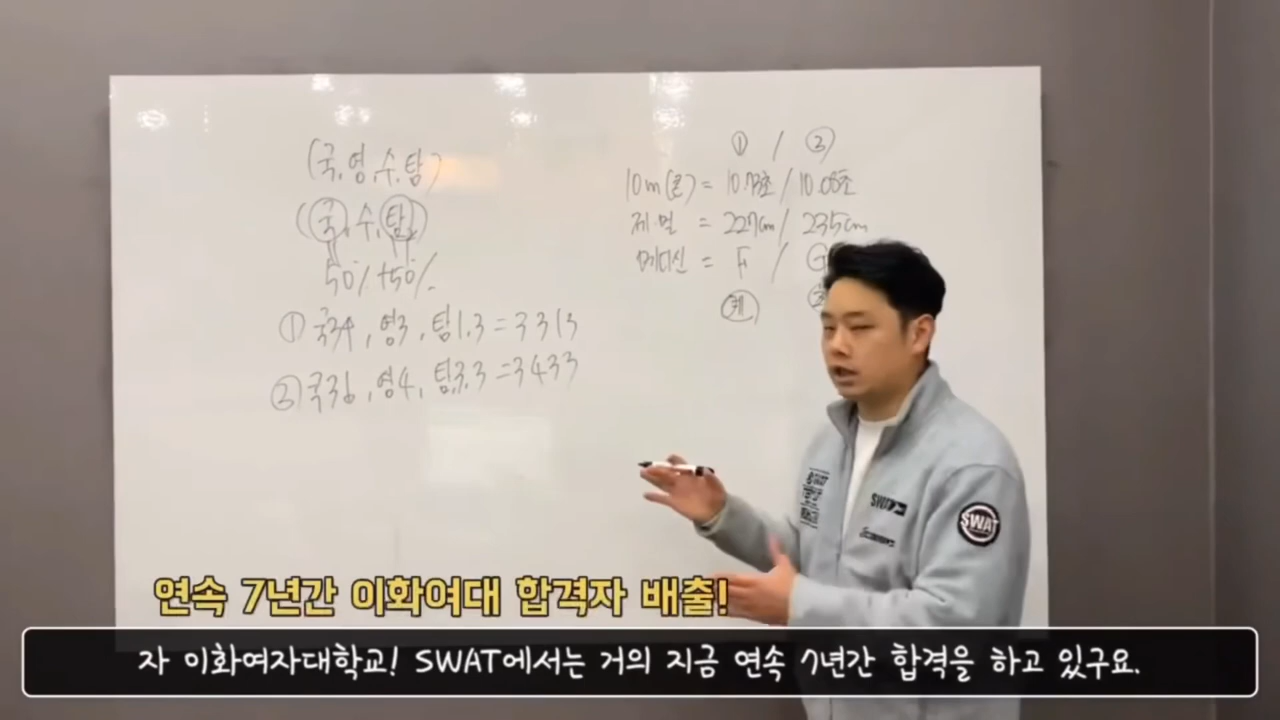 (국,영,수,탐)
(국,수,탐)
50%+50%
① 국34, 영3, 탐1.3=3313
② 국36, 영4, 탐3.3=3433
① / ②
10m(콘) = 10.73초 / 10.05초
제·멀 = 227cm / 235cm
메디신 = F / G
SWAT
연속 7년간 이화여대 합격자 배출!
자 이화여자대학교! SWAT에서는 거의 지금 연속 7년간 합격을 하고 있구요.